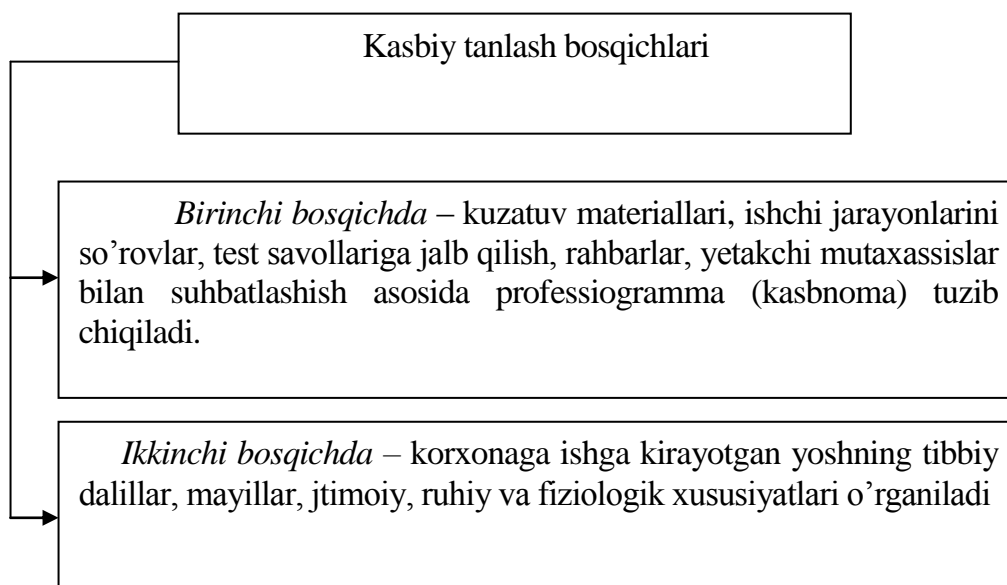 Kasbiy tanlash bosqichlari
Birinchi bosqichda – kuzatuv materiallari, ishchi jarayonlarini
so’rovlar, test savollariga jalb qilish, rahbarlar, yetakchi mutaxassislar
bilan suhbatlashish asosida professiogramma (kasbnoma) tuzib
chiqiladi.
Ikkinchi bosqichda – korxonaga ishga kirayotgan yoshning tibbiy
dalillar, mayillar, jtimoiy, ruhiy va fiziologik xususiyatlari o’rganiladi